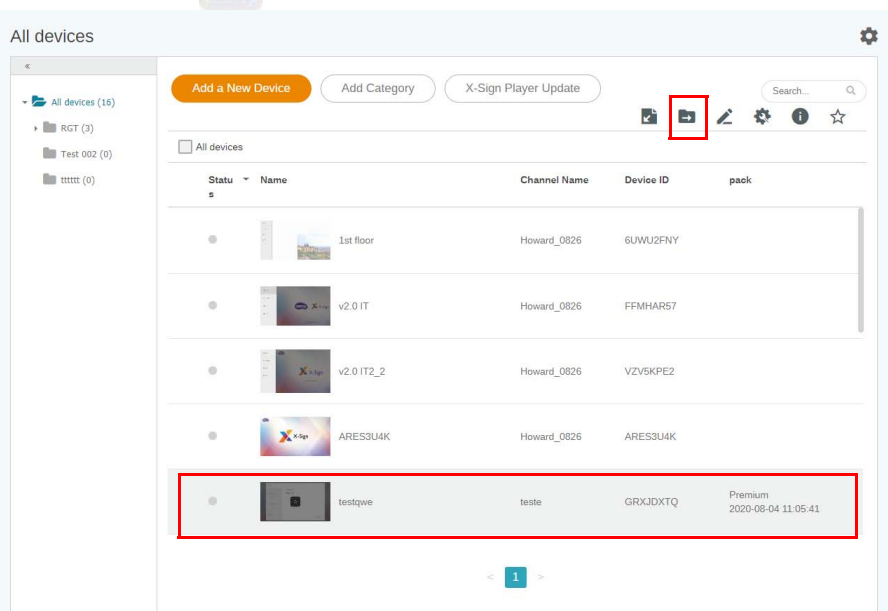 All devices
«
All devices (16)
RGT (3)
Test 002 (0)
tttttt (0)
Add a New Device
Add Category
X-Sign Player Update
Search...
All devices
Statu
s
Name
Channel Name
Device ID
pack
1st floor
Howard_0826
6UWU2FNY
v2.0 IT
Howard_0826
FFMHAR57
X-Sign
v2.0 IT2_2
Howard_0826
VZV5KPE2
X-Sign
ARES3U4K
Howard_0826
ARES3U4K
testqwe
teste
GRXJDXTQ
Premium
2020-08-04 11:05:41
< 1 >